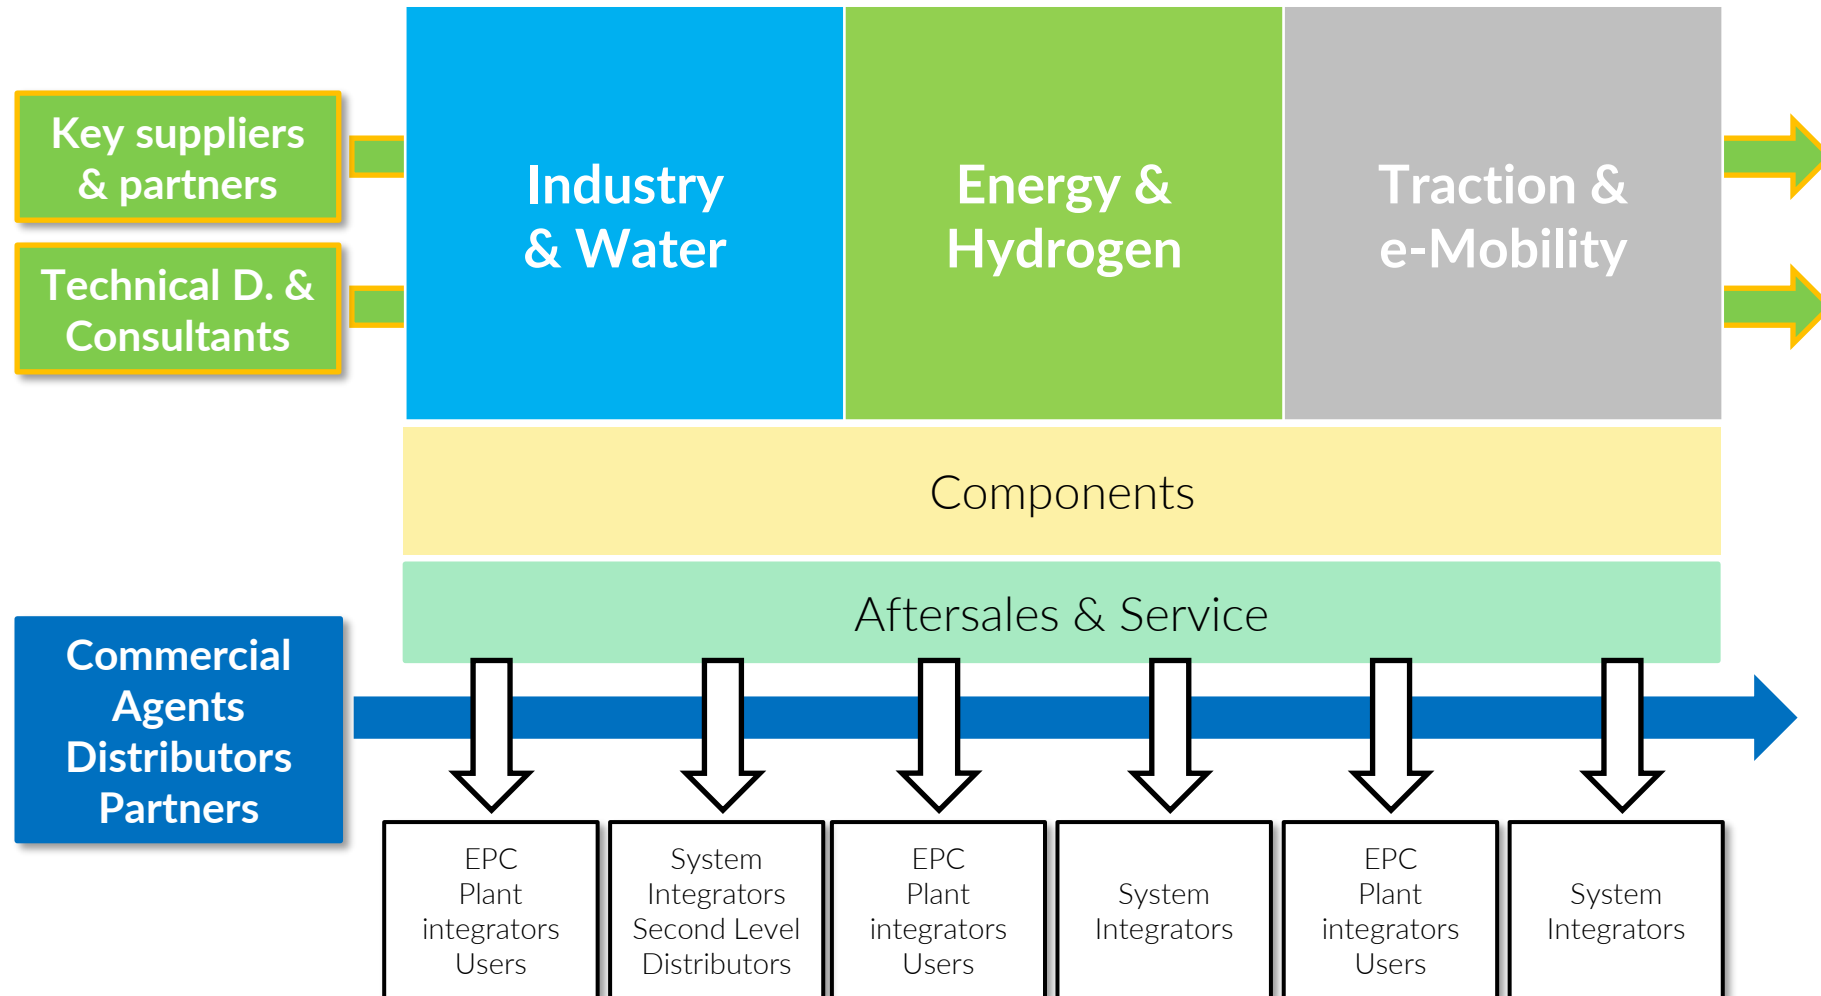 Key suppliers
& partners
Technical D. &
Consultants
Industry
& Water
Energy &
Hydrogen
Traction &
e-Mobility
Components
Aftersales & Service
Commercial
Agents
Distributors
Partners
EPC
Plant
integrators
Users
System
Integrators
Second Level
Distributors
EPC
Plant
integrators
Users
System
Integrators
EPC
Plant
integrators
Users
System
Integrators